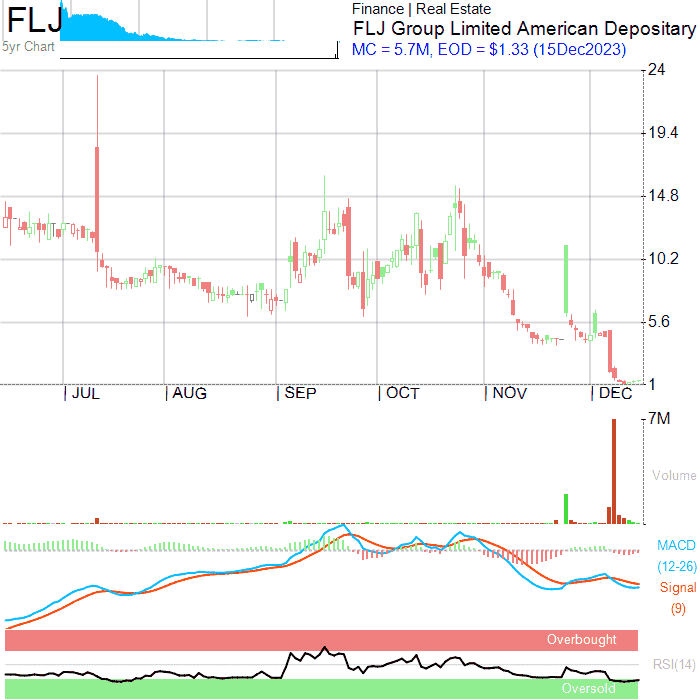 FLJ
5yr Chart
Finance | Real Estate
FLJ Group Limited American Depositary
MC = 5.7M, EOD = $1.33 (15Dec2023)
24
19.4
14.8
10.2
5.6
1
JUL AUG SEP OCT NOV DEC
7M
Volume
MACD
(12-26)
Signal
(9)
Overbought
RSI(14)
Oversold